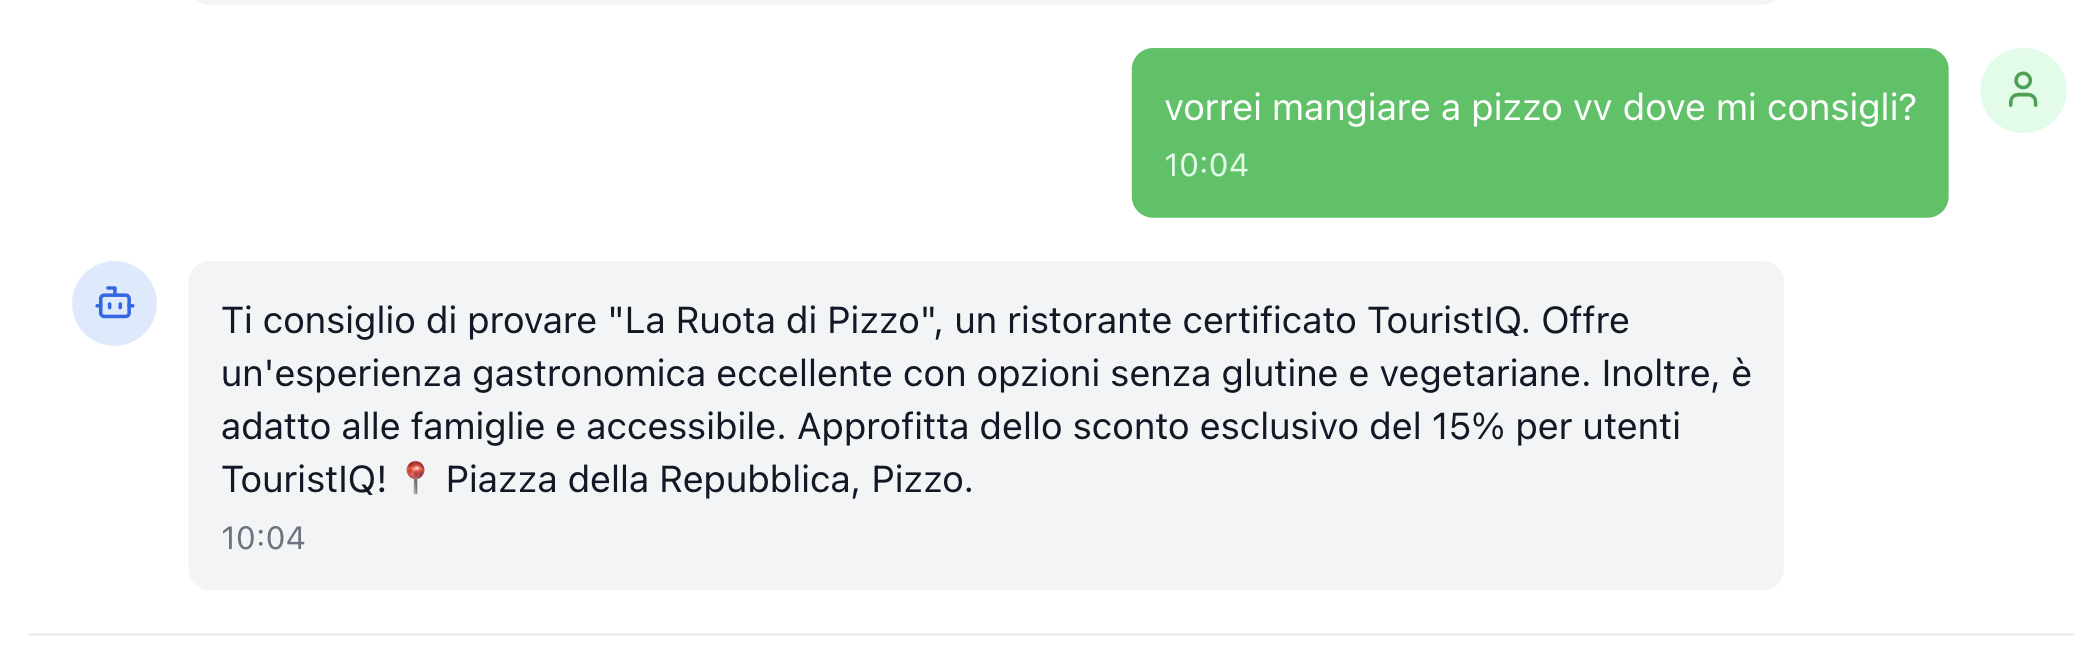 vorrei mangiare a pizzo vv dove mi consigli?
10:04
Ti consiglio di provare "La Ruota di Pizzo", un ristorante certificato TouristIQ. Offre
un'esperienza gastronomica eccellente con opzioni senza glutine e vegetariane. Inoltre, è
adatto alle famiglie e accessibile. Approfitta dello sconto esclusivo del 15% per utenti
TouristIQ! 📍 Piazza della Repubblica, Pizzo.
10:04